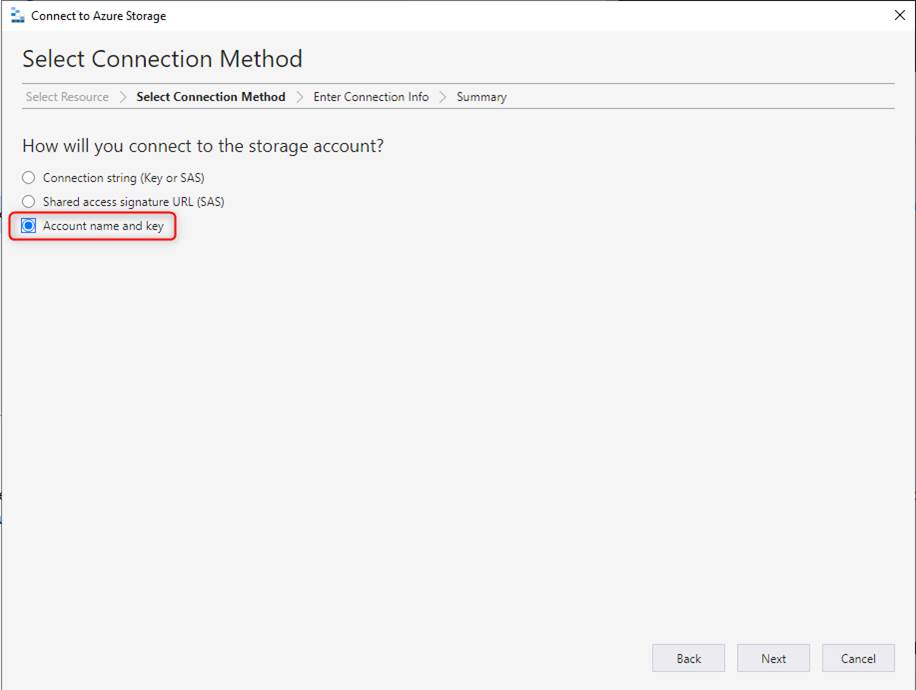 Connect to Azure Storage
Select Connection Method
Select Resource > Select Connection Method > Enter Connection Info > Summary
How will you connect to the storage account?
Connection string (Key or SAS)
Shared access signature URL (SAS)
Account name and key
Back Next Cancel